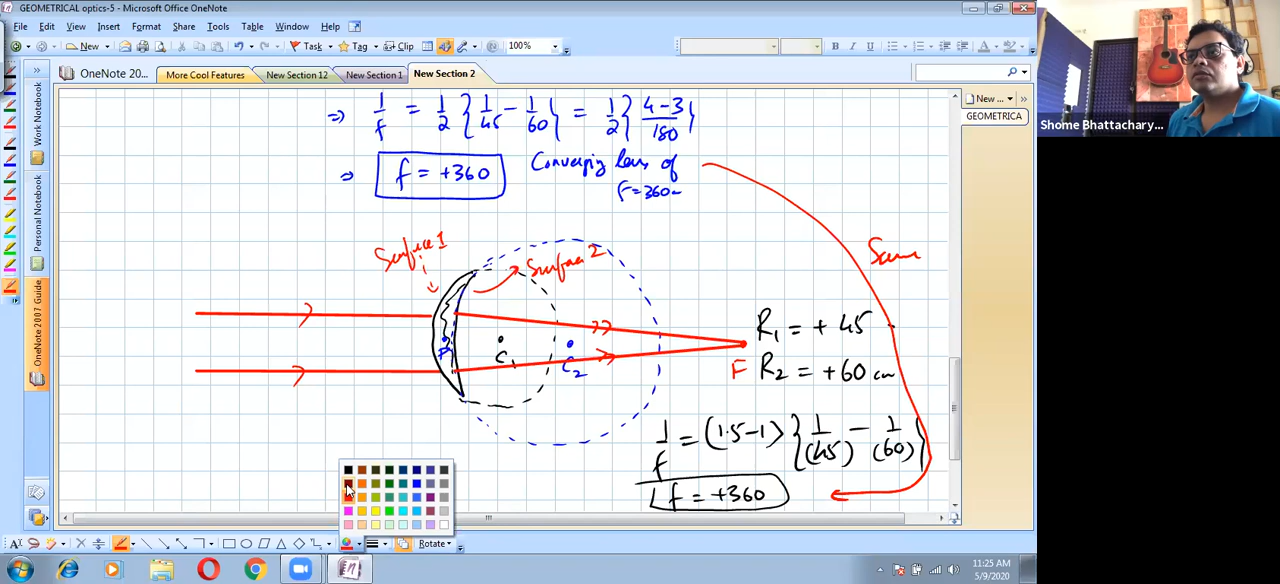 GEOMETRICAL optics-5 - Microsoft Office OneNote
File Edit View Insert Format Share Tools Table Window Help
Back New Task Tag Clip 100% B I U
OneNote 20... More Cool Features New Section 12 New Section 1 New Section 2
New ...
GEOMETRICA
Work Notebook
Personal Notebook
OneNote 2007 Guide
⇒ 1/f = 1/2 {1/45 - 1/60} = 1/2 {4-3/180}
⇒ f = +360 Converging lens of
f=360cm
Same
Surface 1
Surface 2
P C1 C2 F
R1 = +45
R2 = +60 cm
1/f = (1.5-1) {1/(45) - 1/(60)}
f = +360
Rotate
Shome Bhattachary...
11:25 AM
5/9/2020